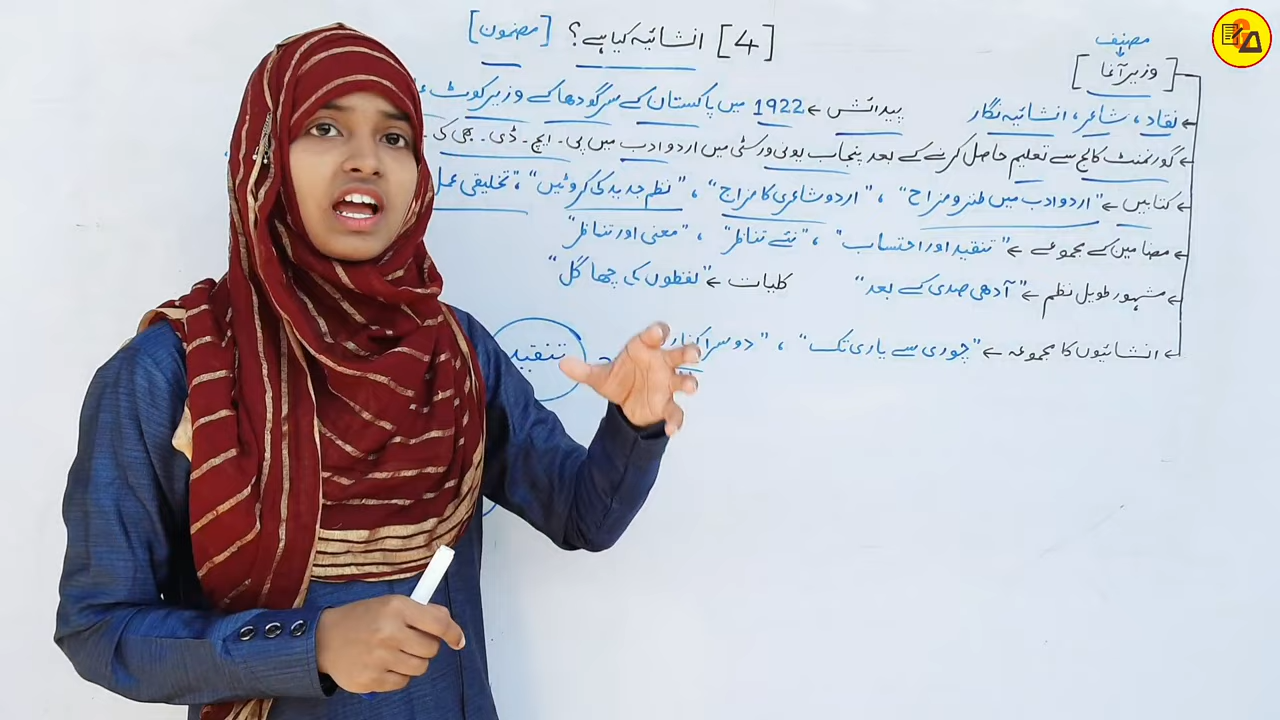 [4] انشائیہ کیا ہے؟ [مضمون]
مصنف
[وزیر آغا]
نقاد، شاعر، انشائیہ نگار پیدائش ← 1922 میں پاکستان کے سرگودھا کے وزیر کوٹ
گورنمنٹ کالج سے تعلیم حاصل کرنے کے بعد پنجاب یونی ورسٹی میں اردو ادب میں پی۔ ایچ۔ ڈی۔ بھی کی۔
کتابیں ← "اردو ادب میں طنز و مزاح"، "اردو شاعری کا مزاج"، "نظم جدید کی کروٹیں"، "تخلیقی عمل
مضامین کے مجموعے ← "تنقید اور احتساب"، "نئے تناظر"، "معنی اور تناظر"
مشہور طویل نظم ← "آدھی صدی کے بعد" کلیات ← "لفظوں کی چھاگل"
انشائیوں کا مجموعہ ← "چوری سے یاری تک"، "دوسرا
تنقید